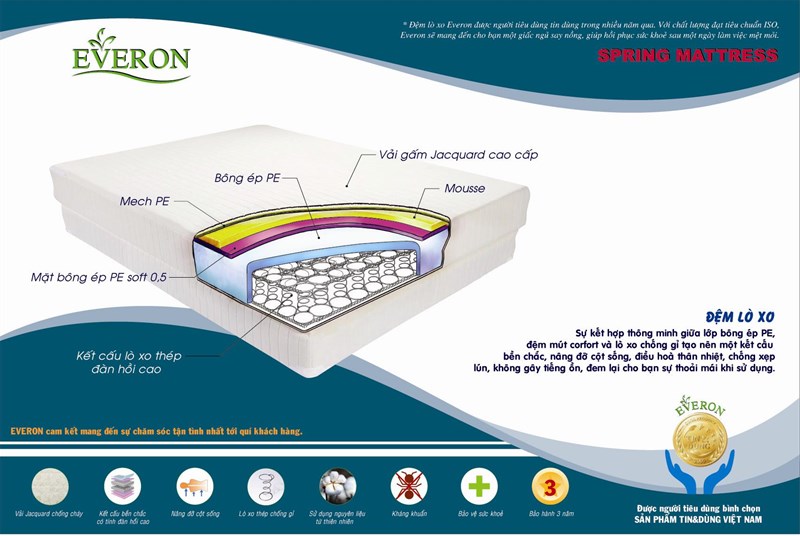 EVERON
* Đệm lò xo Everon được người tiêu dùng tin dùng trong nhiều năm qua. Với chất lượng đạt tiêu chuẩn ISO,
Everon sẽ mang đến cho bạn một giấc ngủ say nồng, giúp hồi phục sức khoẻ sau một ngày làm việc mệt mỏi.
SPRING MATTRESS
Vải gấm Jacquard cao cấp
Bông ép PE
Mousse
Mech PE
Mặt bông ép PE soft 0,5
Kết cấu lò xo thép
đàn hồi cao
ĐỆM LÒ XO
Sự kết hợp thông minh giữa lớp bông ép PE,
đệm mút corfort và lò xo chống gỉ tạo nên một kết cấu
bền chắc, nâng đỡ cột sống, điều hoà thân nhiệt, chống xẹp
lún, không gây tiếng ồn, đem lại cho bạn sự thoải mái khi sử dụng.
EVERON cam kết mang đến sự chăm sóc tận tình nhất tới quí khách hàng.
EVERON
Vải Jacquard chống cháy
Kết cấu bền chắc
có tính đàn hồi cao
Nâng đỡ cột sống
Lò xo thép chống gỉ
Sử dụng nguyên liệu
từ thiên nhiên
Kháng khuẩn
Bảo vệ sức khoẻ
3
Bảo hành 3 năm
Được người tiêu dùng bình chọn
SẢN PHẨM TIN&DÙNG VIỆT NAM